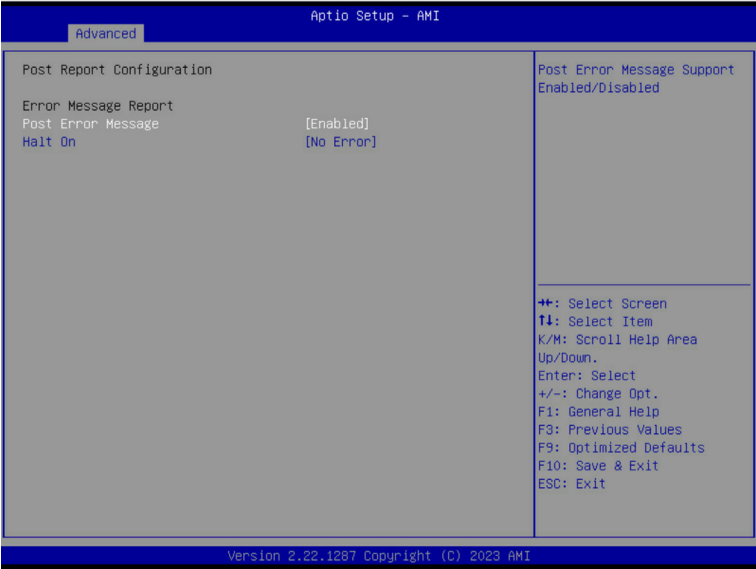 Aptio Setup – AMI
Advanced
Post Report Configuration
Error Message Report
Post Error Message [Enabled]
Halt On [No Error]
Post Error Message Support
Enabled/Disabled
→←: Select Screen
↑↓: Select Item
K/M: Scroll Help Area
Up/Down.
Enter: Select
+/-: Change Opt.
F1: General Help
F3: Previous Values
F9: Optimized Defaults
F10: Save & Exit
ESC: Exit
Version 2.22.1287 Copyright (C) 2023 AMI